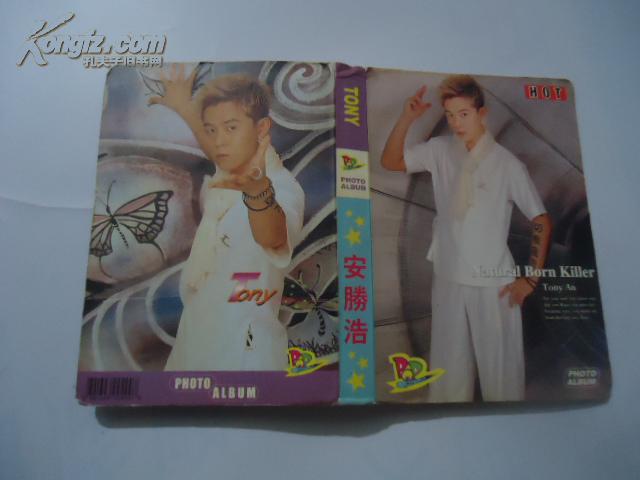 Kongfz.com
孔夫子旧书网
Tony
PHOTO
ALBUM
TONY
PHOTO
ALBUM
安勝浩
HOT
Natural Born Killer
Tony An
PHOTO
ALBUM